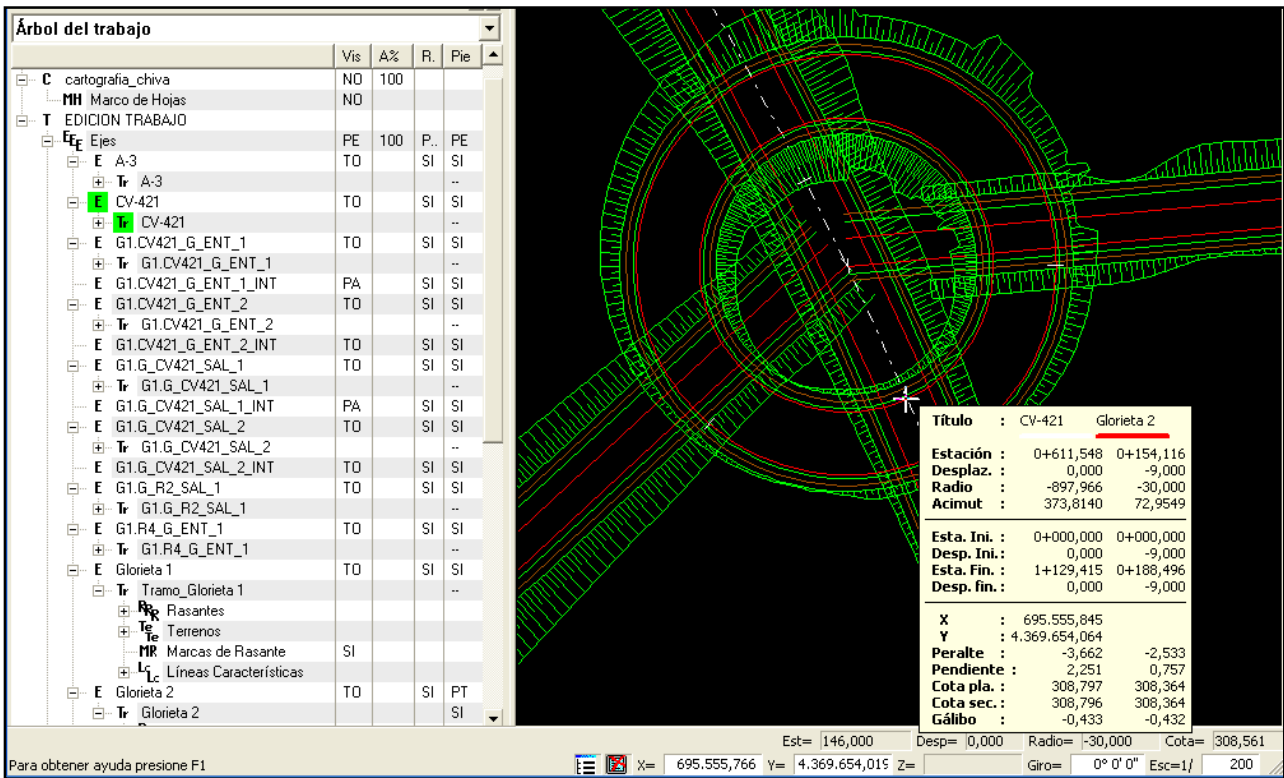 Árbol del trabajo
Vis A% R. Pie
C cartografia_chiva NO 100
MH Marco de Hojas NO
T EDICION TRABAJO
EEE Ejes PE 100 P.. PE
E A-3 TO SI SI
Tr A-3 --
E CV-421 TO SI SI
Tr CV-421 --
E G1.CV421_G_ENT_1 TO SI SI
Tr G1.CV421_G_ENT_1 --
E G1.CV421_G_ENT_1_INT PA SI SI
E G1.CV421_G_ENT_2 TO SI SI
Tr G1.CV421_G_ENT_2 --
E G1.CV421_G_ENT_2_INT TO SI SI
E G1.G_CV421_SAL_1 TO SI SI
Tr G1.G_CV421_SAL_1 --
E G1.G_CV421_SAL_1_INT PA SI SI
E G1.G_CV421_SAL_2 TO SI SI
Tr G1.G_CV421_SAL_2 --
E G1.G_CV421_SAL_2_INT TO SI SI
E G1.G_R2_SAL_1 TO SI SI
Tr G1.G_R2_SAL_1 --
E G1.R4_G_ENT_1 TO SI SI
Tr G1.R4_G_ENT_1 --
E Glorieta 1 TO SI SI
Tr Tramo_Glorieta 1 --
RRR Rasantes
Te Te Terrenos
MR Marcas de Rasante SI
Lc Lc Líneas Características
E Glorieta 2 TO SI PT
Tr Glorieta 2 SI
Título : CV-421 Glorieta 2
Estación : 0+611,548 0+154,116
Desplaz. : 0,000 -9,000
Radio : -897,966 -30,000
Acimut : 373,8140 72,9549
Esta. Ini. : 0+000,000 0+000,000
Desp. Ini.: 0,000 -9,000
Esta. Fin. : 1+129,415 0+188,496
Desp. fin. : 0,000 -9,000
X : 695.555,845
Y : 4.369.654,064
Peralte : -3,662 -2,533
Pendiente : 2,251 0,757
Cota pla. : 308,797 308,364
Cota sec. : 308,796 308,364
Gálibo : -0,433 -0,432
Est= 146,000 Desp= 0,000 Radio= -30,000 Cota= 308,561
Para obtener ayuda presione F1 X= 695.555,766 Y= 4.369.654,019 Z= Giro= 0º 0' 0" Esc=1/ 200